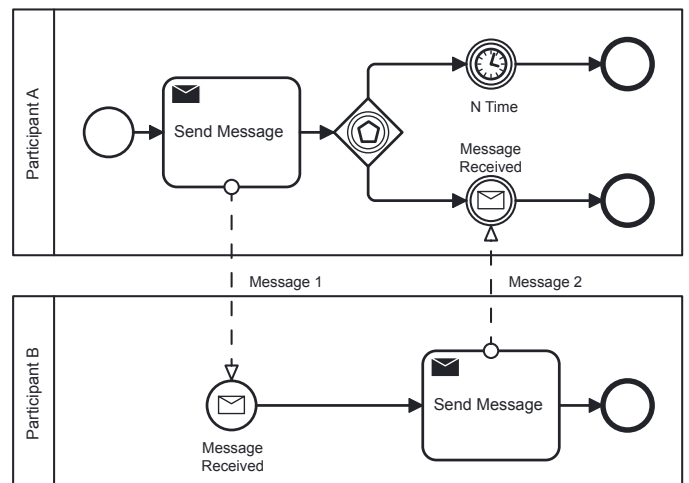 Participant A
Send Message
N Time
Message
Received
Message 1
Message 2
Participant B
Message
Received
Send Message